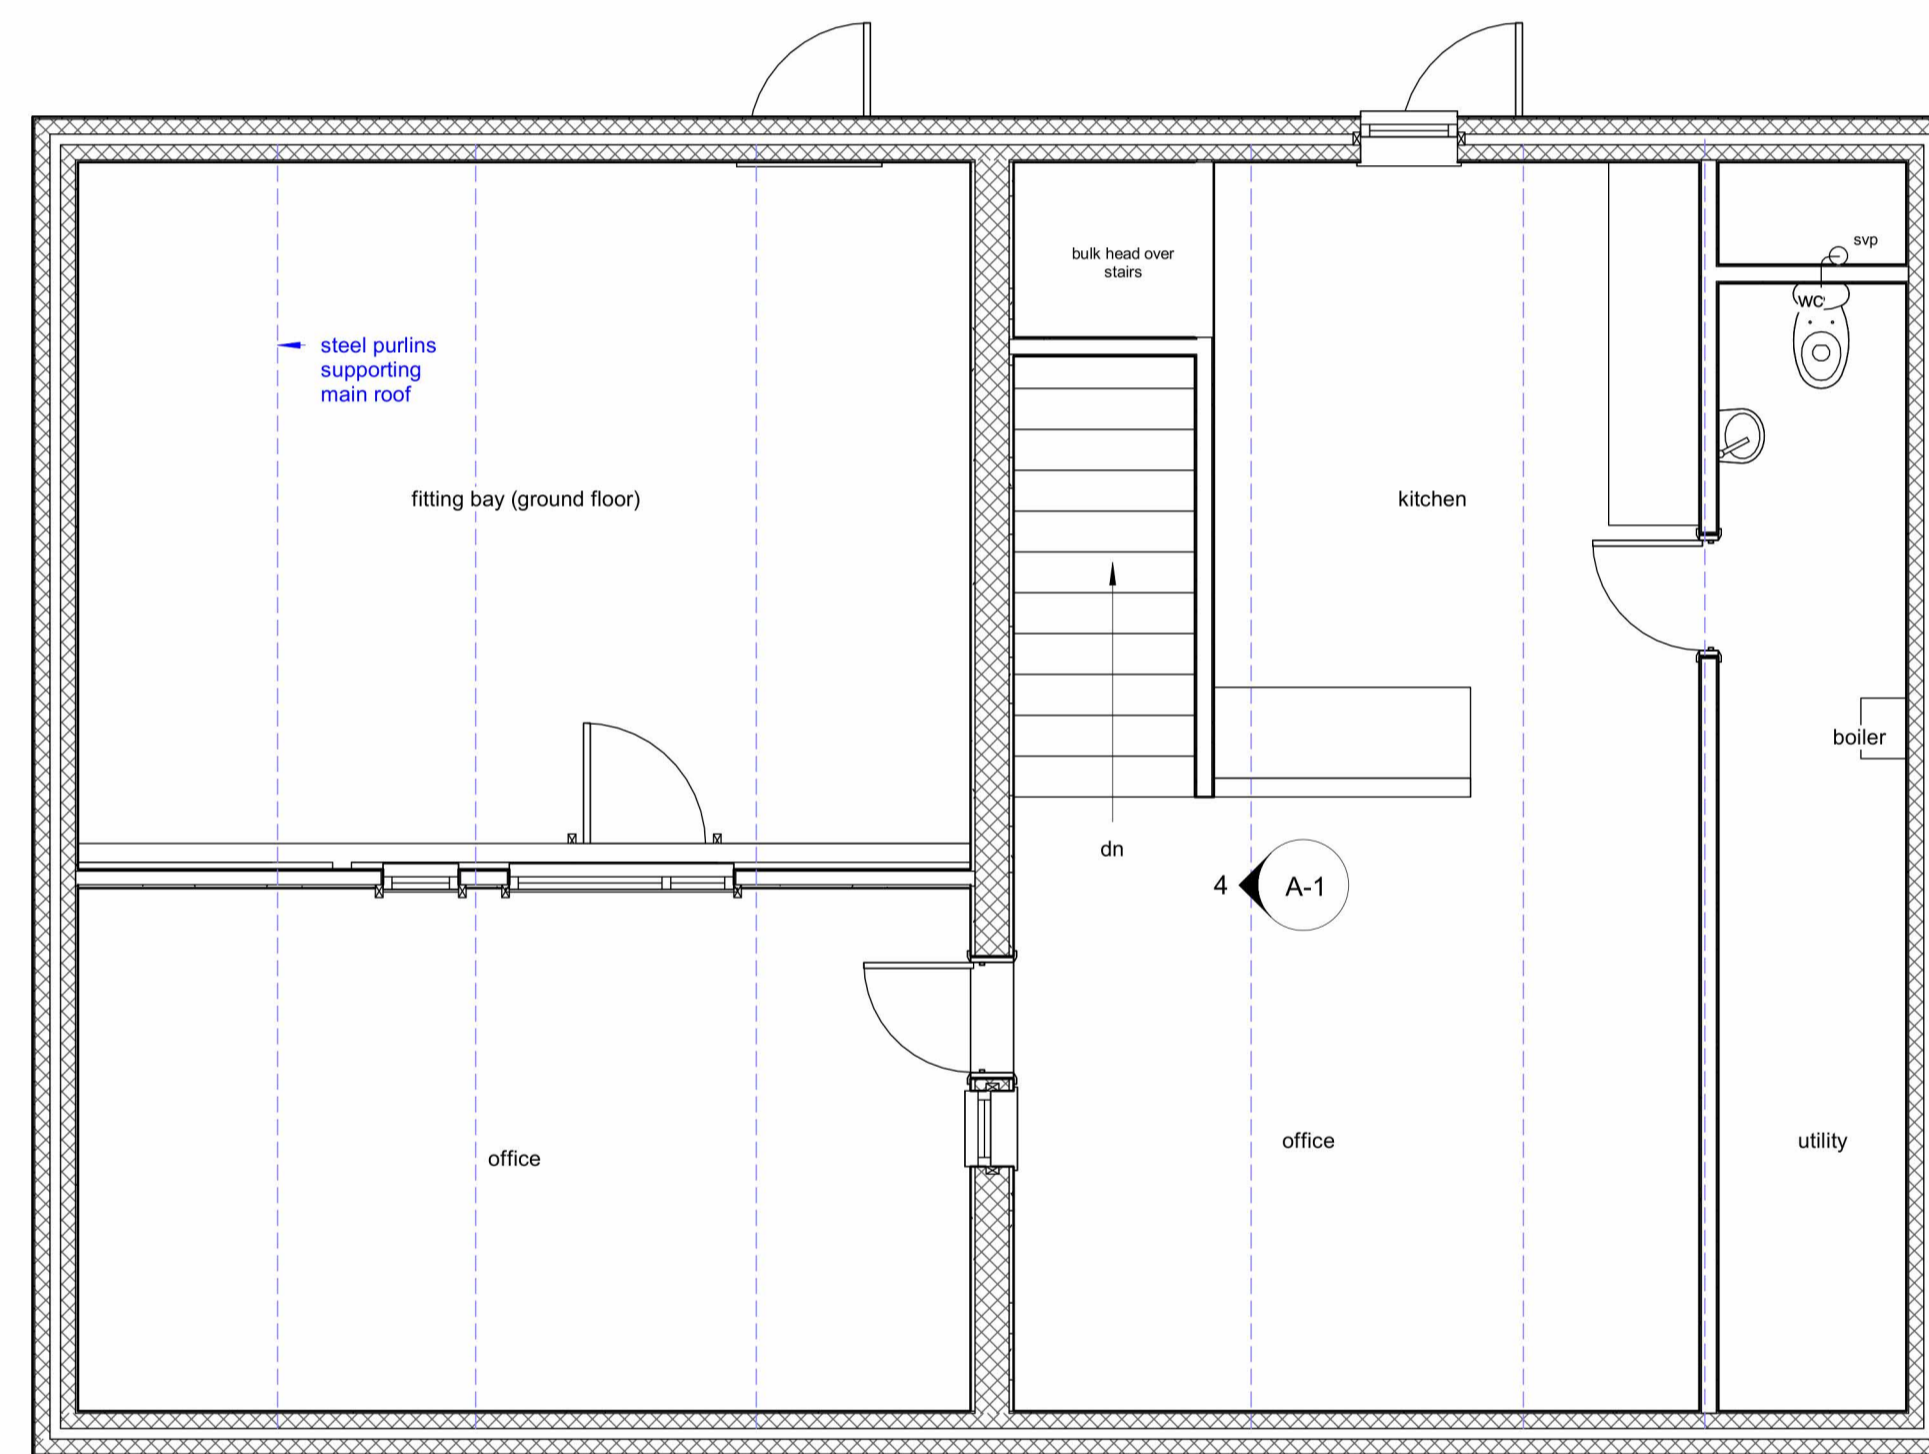 svp
bulk head over
stairs
WC
steel purlins
supporting
main roof
fitting bay (ground floor)
kitchen
boiler
dn
4
A-1
office
office
utility